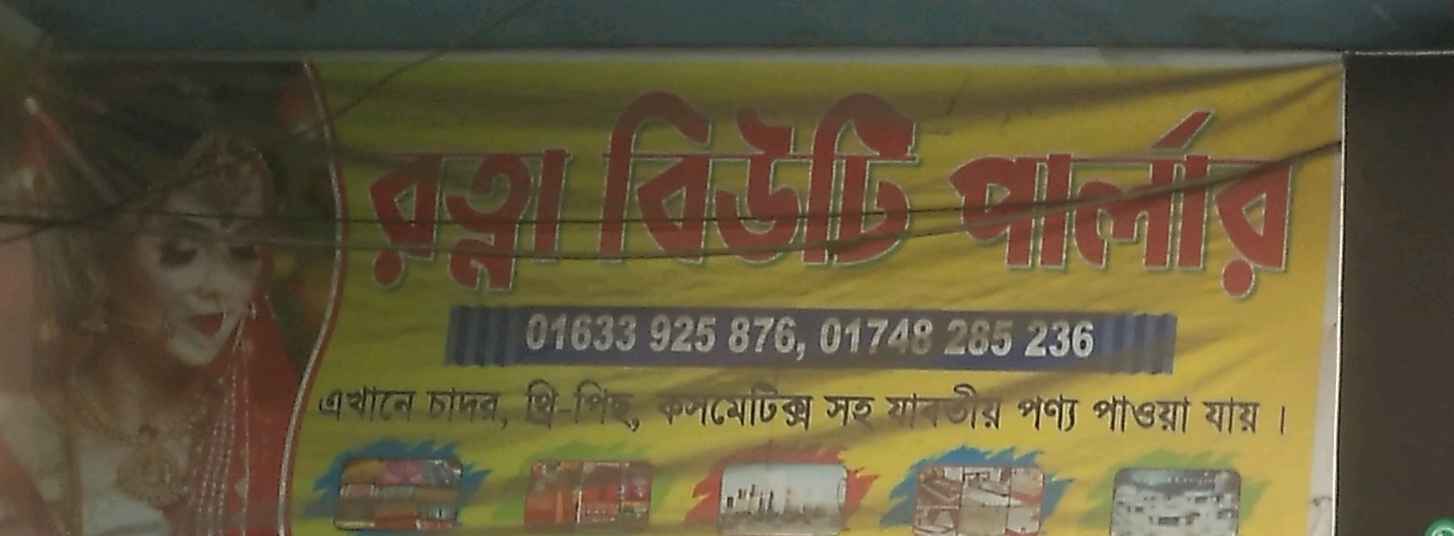 রত্না বিউটি পার্লার
01633 925 876, 01748 285 236
এখানে চাদর, থ্রি-পিছ, কসমেটিক্স সহ যাবতীয় পণ্য পাওয়া যায় ।